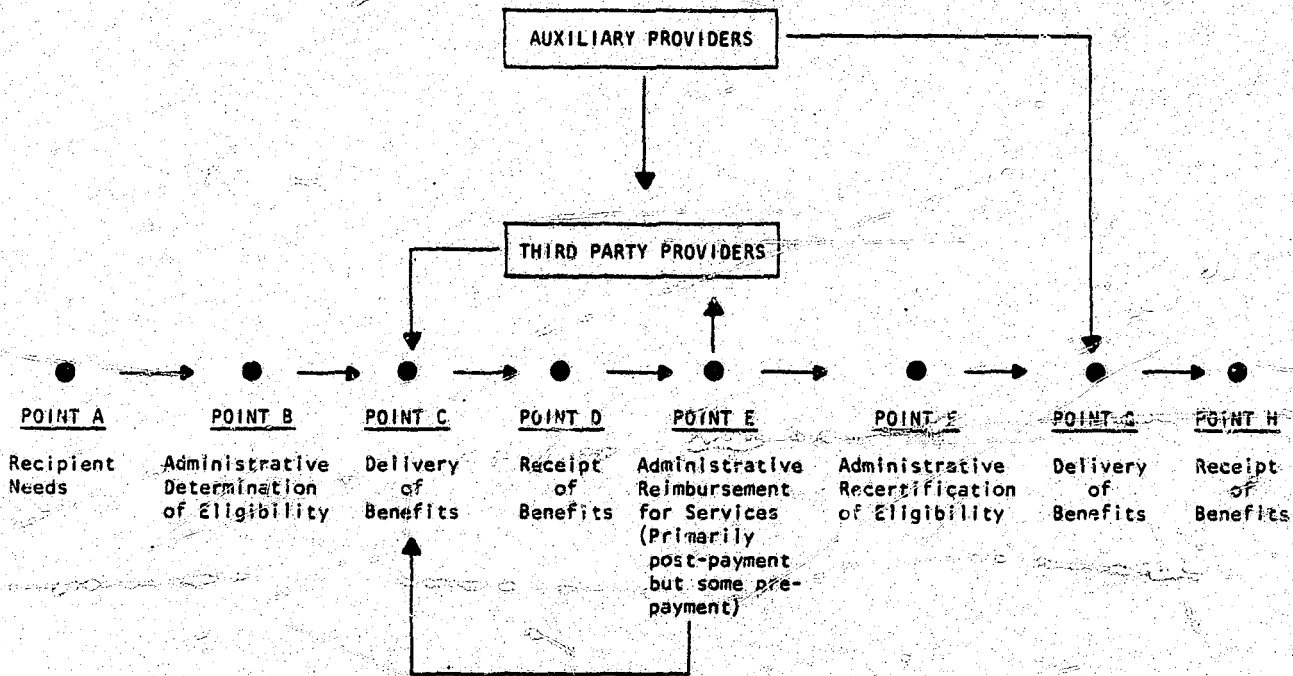 AUXILIARY PROVIDERS
THIRD PARTY PROVIDERS
POINT A
Recipient
Needs
POINT B
Administrative
Determination
of Eligibility
POINT C
Delivery
of
Benefits
POINT D
Receipt
of
Benefits
POINT E
Administrative
Reimbursement
for Services
(Primarily
post-payment
but some pre-
payment)
POINT F
Administrative
Recertification
of Eligibility
POINT G
Delivery
of
Benefits
POINT H
Receipt
of
Benefits